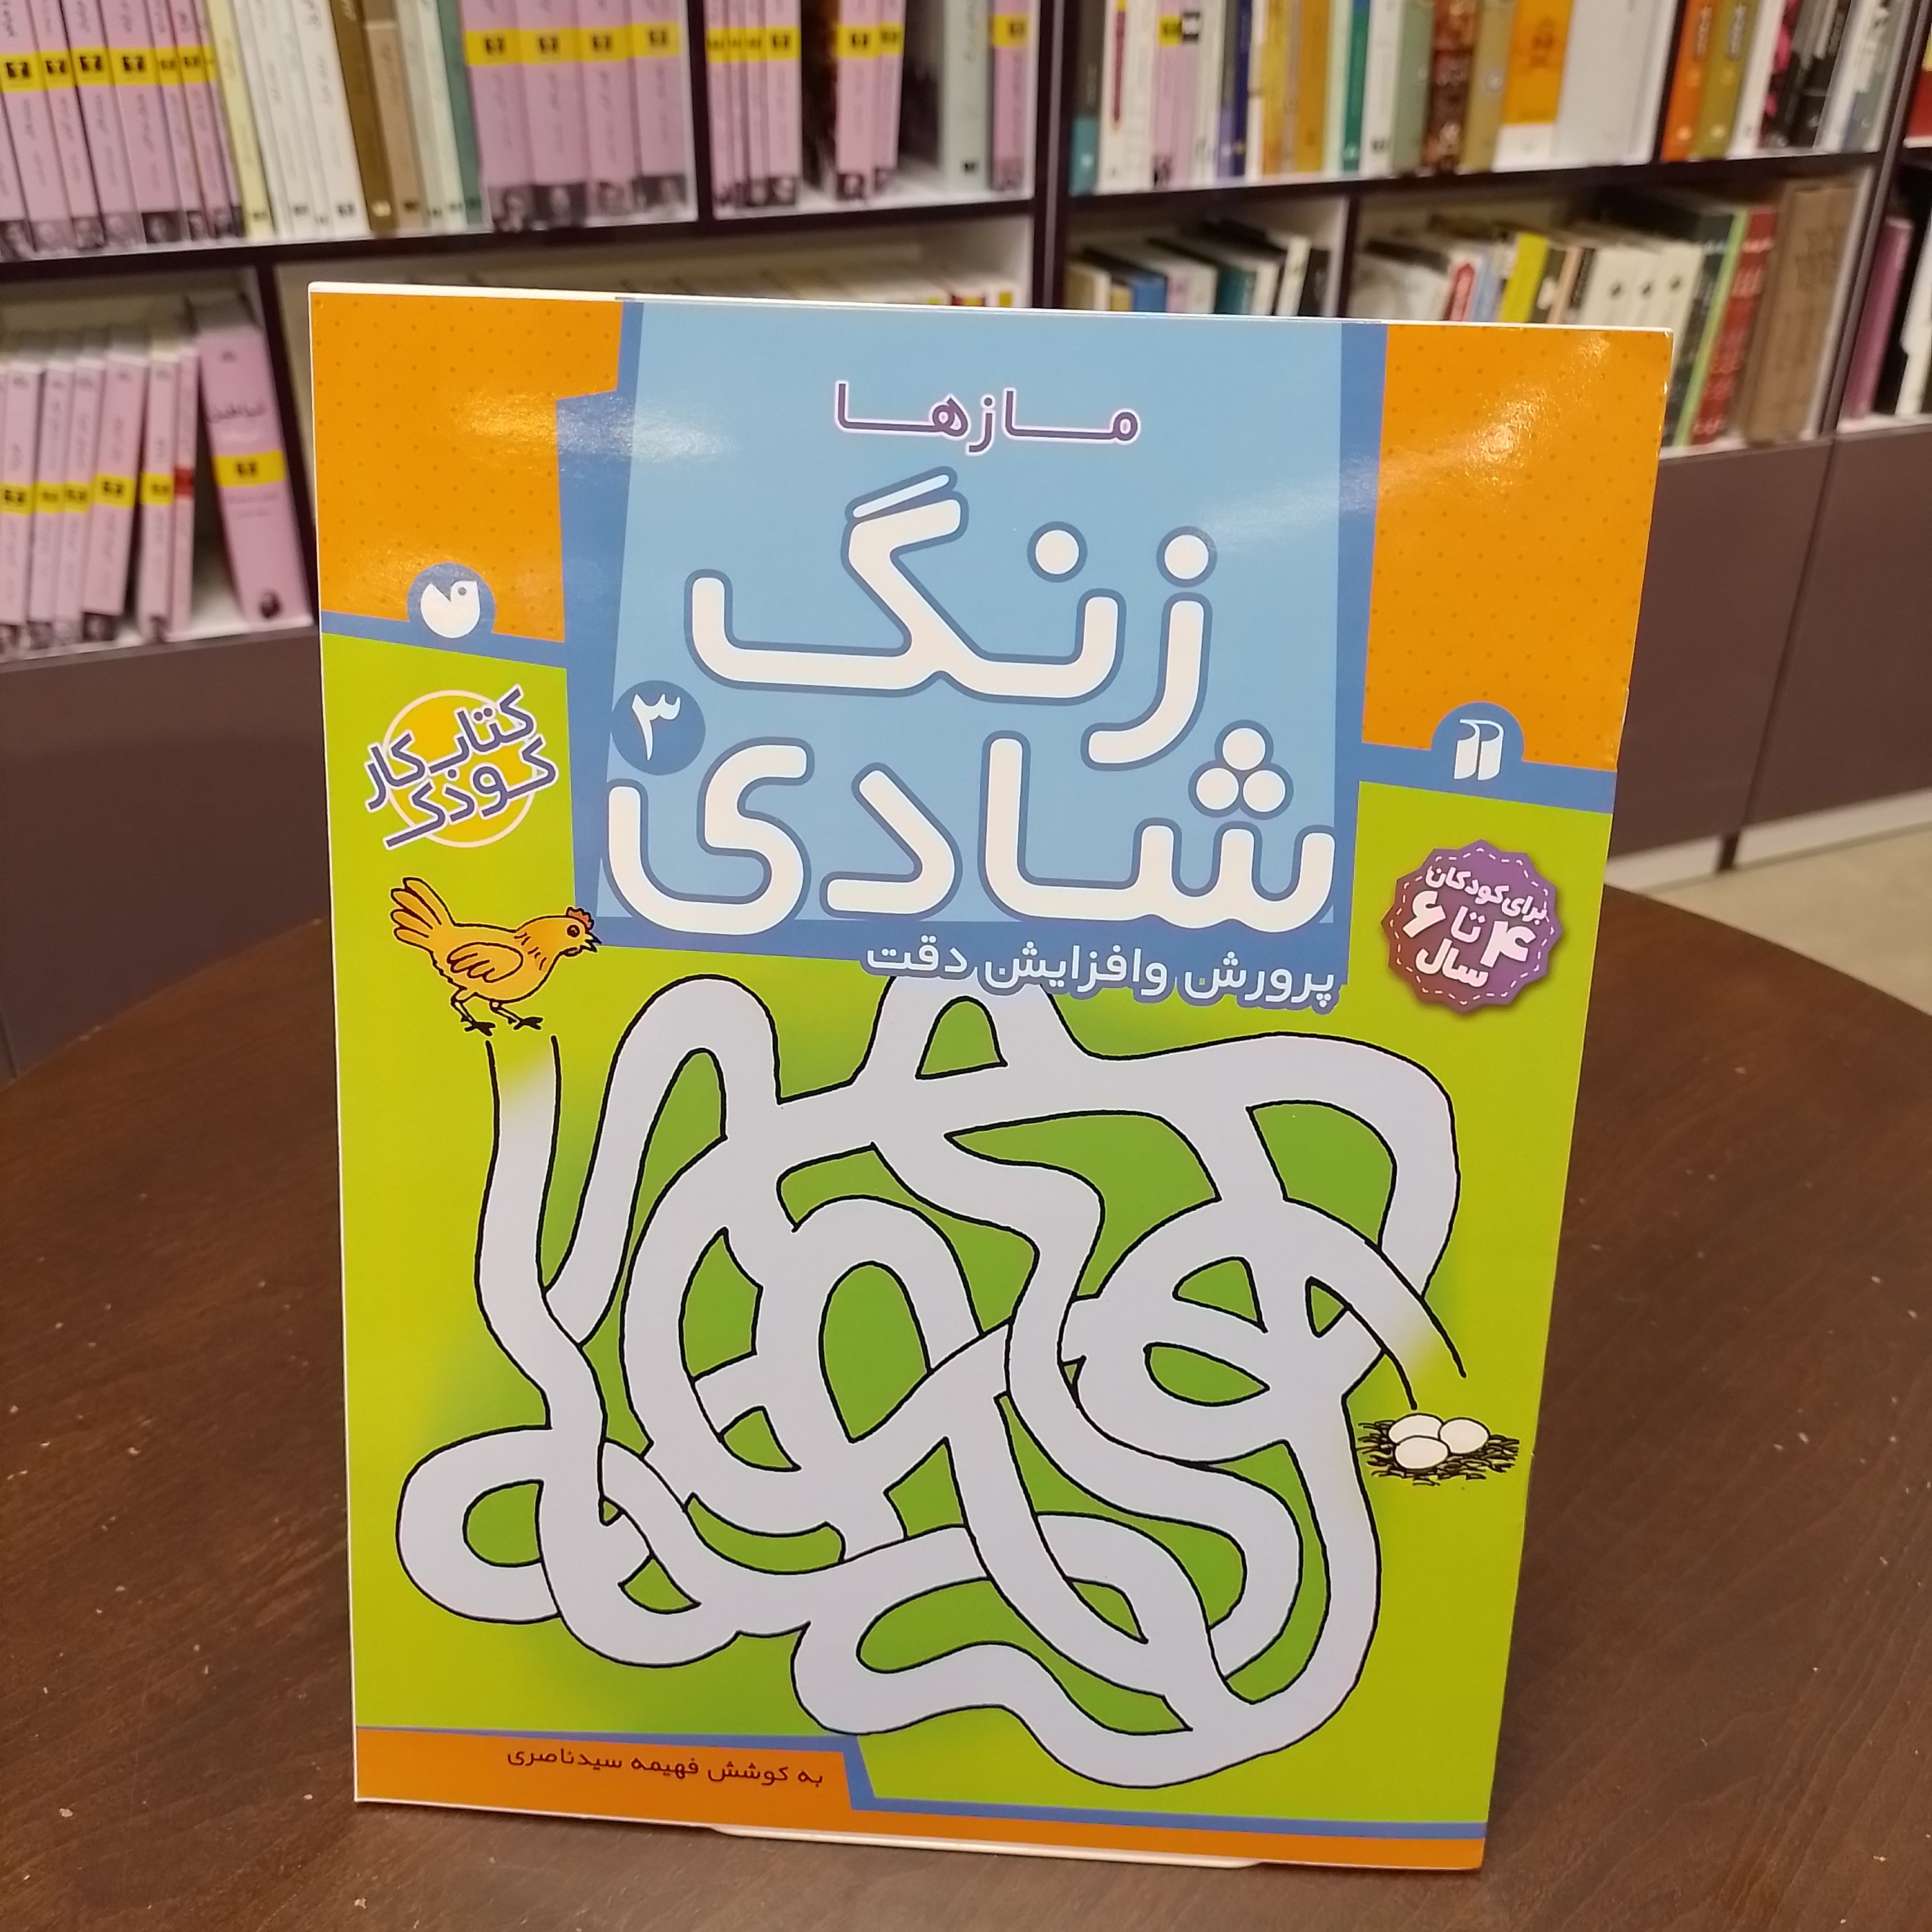 مازها
زنگ
شادی
۳
پرورش و افزایش دقت
کتاب کار
کودک
برای کودکان
۴ تا ۶
سال
به کوشش فهیمه سیدناصری